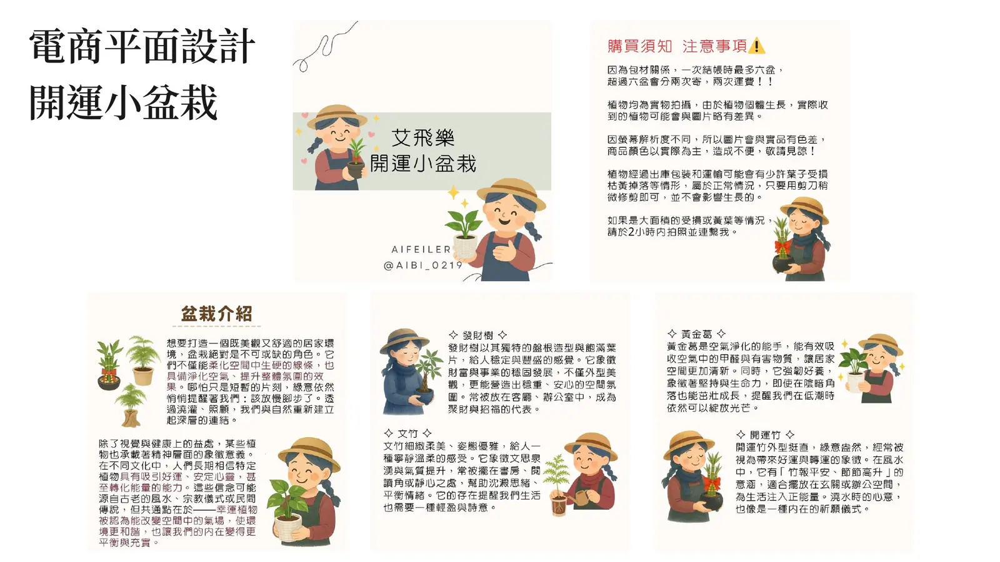 電商平面設計
開運小盆栽
艾飛樂
開運小盆栽
AIFEILER
@AIBI_0219
購買須知 注意事項⚠️
因為包材關係，一次結帳時最多六盆，
超過六盆會分兩次寄，兩次運費！！
植物均為實物拍攝，由於植物個體生長，實際收
到的植物可能會與圖片略有差異。
因螢幕解析度不同，所以圖片會與實品有色差，
商品顏色以實際為主，造成不便，敬請見諒！
植物經過出庫包裝和運輸可能會有少許葉子受損
枯黃掉落等情形，屬於正常情況，只要用剪刀稍
微修剪即可，並不會影響生長的。
如果是大面積的受損或黃葉等情況，
請於2小時內拍照並連繫我。
盆栽介紹
想要打造一個既美觀又舒適的居家環
境，盆栽絕對是不可或缺的角色。它
們不僅能柔化空間中生硬的線條，也
具備淨化空氣、提升整體氛圍的效
果。哪怕只是短暫的片刻，綠意依然
悄悄提醒著我們：該放慢腳步了。透
過澆灌、照顧，我們與自然重新建立
起深層的連結。
除了視覺與健康上的益處，某些植
物也承載著精神層面的象徵意義。
在不同文化中，人們長期相信特定
植物具有吸引好運、安定心靈，甚
至轉化能量的能力。這些信念可能
源自古老的風水、宗教儀式或民間
傳說，但共通點在於——幸運植物
被認為能改變空間中的氣場，使環
境更和諧，也讓我們的內在變得更
平衡與充實。
✧ 發財樹 ✧
發財樹以其獨特的盤根造型與飽滿葉
片，給人穩定與豐盛的感覺。它象徵
財富與事業的穩固發展，不僅外型美
觀，更能營造出穩重、安心的空間氛
圍。常被放在客廳、辦公室中，成為
聚財與招福的代表。
✧ 文竹 ✧
文竹細緻柔美、姿態優雅，給人一
種寧靜溫柔的感受。它象徵文思泉
湧與氣質提升，常被擺在書房、閱
讀角或靜心之處，幫助沈澱思緒、
平衡情緒。它的存在提醒我們生活
也需要一種輕盈與詩意。
✧ 黃金葛 ✧
黃金葛是空氣淨化的能手，能有效吸
收空氣中的甲醛與有害物質，讓居家
空間更加清新。同時，它強韌好養，
象徵著堅持與生命力，即使在陰暗角
落也能茁壯成長，提醒我們在低潮時
依然可以綻放光芒。
✧ 開運竹 ✧
開運竹外型挺直，綠意盎然，經常被
視為帶來好運與轉運的象徵。在風水
中，它有「竹報平安、節節高升」的
意涵，適合擺放在玄關或辦公空間，
為生活注入正能量。澆水時的心意，
也像是一種內在的祈願儀式。